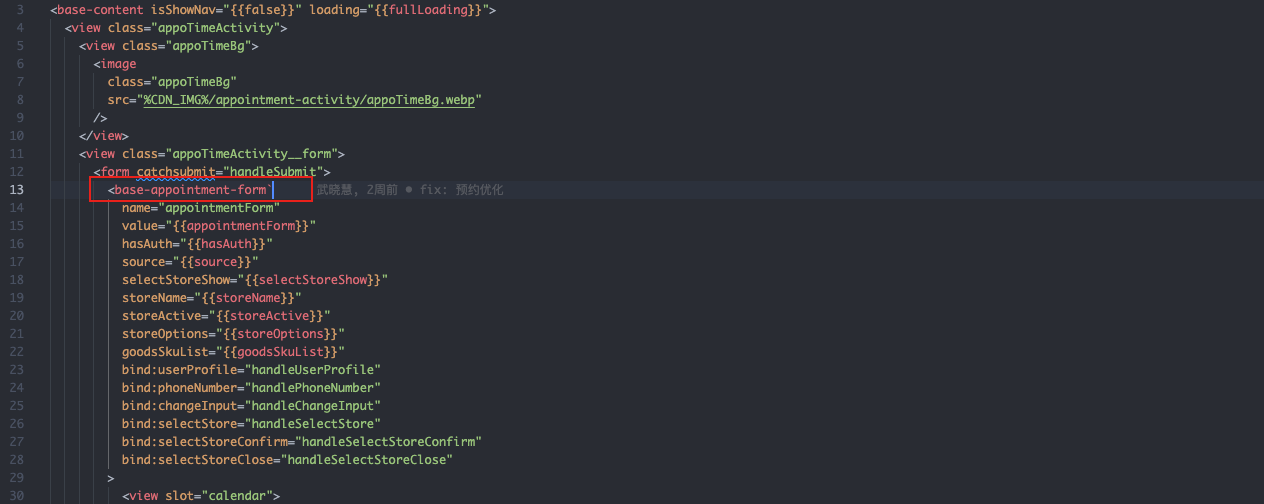 3 <base-content isShowNav="{{false}}" loading="{{fullLoading}}">
4 <view class="appoTimeActivity">
5 <view class="appoTimeBg">
6 <image
7 class="appoTimeBg"
8 src="%CDN_IMG%/appointment-activity/appoTimeBg.webp"
9 />
10 </view>
11 <view class="appoTimeActivity__form">
12 <form catchsubmit="handleSubmit">
13 <base-appointment-form` 武晓慧, 2周前 • fix: 预约优化
14 name="appointmentForm"
15 value="{{appointmentForm}}"
16 hasAuth="{{hasAuth}}"
17 source="{{source}}"
18 selectStoreShow="{{selectStoreShow}}"
19 storeName="{{storeName}}"
20 storeActive="{{storeActive}}"
21 storeOptions="{{storeOptions}}"
22 goodsSkuList="{{goodsSkuList}}"
23 bind:userProfile="handleUserProfile"
24 bind:phoneNumber="handlePhoneNumber"
25 bind:changeInput="handleChangeInput"
26 bind:selectStore="handleSelectStore"
27 bind:selectStoreConfirm="handleSelectStoreConfirm"
28 bind:selectStoreClose="handleSelectStoreClose"
29 >
30 <view slot="calendar">